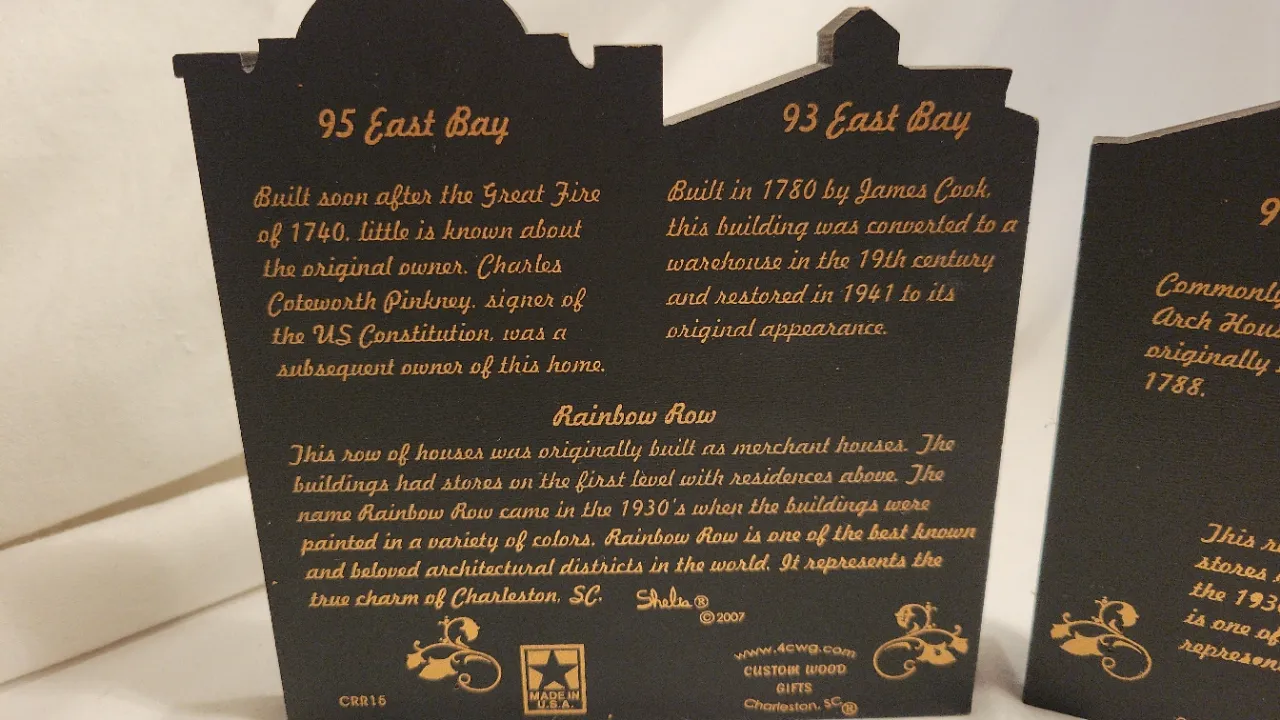 95 East Bay
Built soon after the Great Fire
of 1740, little is known about
the original owner. Charles
Coteworth Pinkney, signer of
the US Constitution, was a
subsequent owner of this home.
93 East Bay
Built in 1780 by James Cook,
this building was converted to a
warehouse in the 19th century
and restored in 1941 to its
original appearance.
Rainbow Row
This row of houses was originally built as merchant houses. The
buildings had stores on the first level with residences above. The
name Rainbow Row came in the 1930's when the buildings were
painted in a variety of colors. Rainbow Row is one of the best known
and beloved architectural districts in the world. It represents the
true charm of Charleston, SC.
Shelia®
©2007
CRR15
MADE IN
U.S.A.
www.4cwg.com
CUSTOM WOOD
GIFTS
Charleston, SC®
9
Commonly
Arch Hou
originally
1788.
This r
stores
the 193
is one of
represen